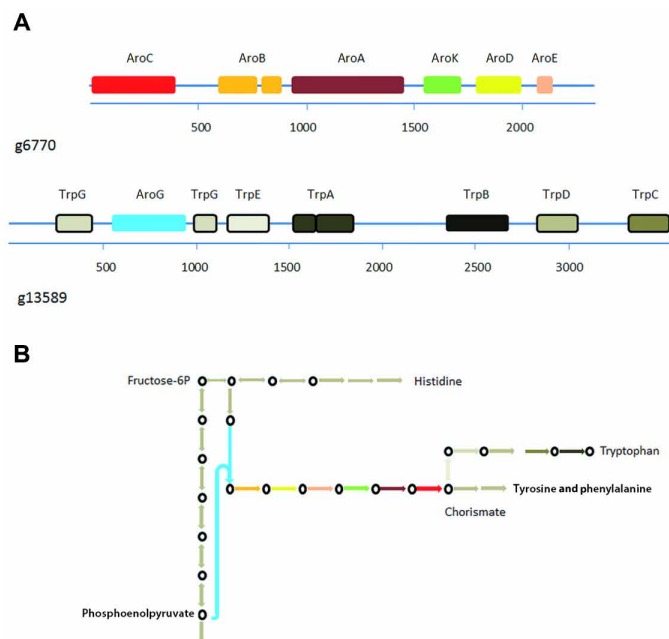 A
AroC AroB AroA AroK AroD AroE
500 1000 1500 2000
g6770
TrpG AroG TrpG TrpE TrpA TrpB TrpD TrpC
500 1000 1500 2000 2500 3000
g13589
B
Fructose-6P Histidine
Tryptophan
Tyrosine and phenylalanine
Chorismate
Phosphoenolpyruvate